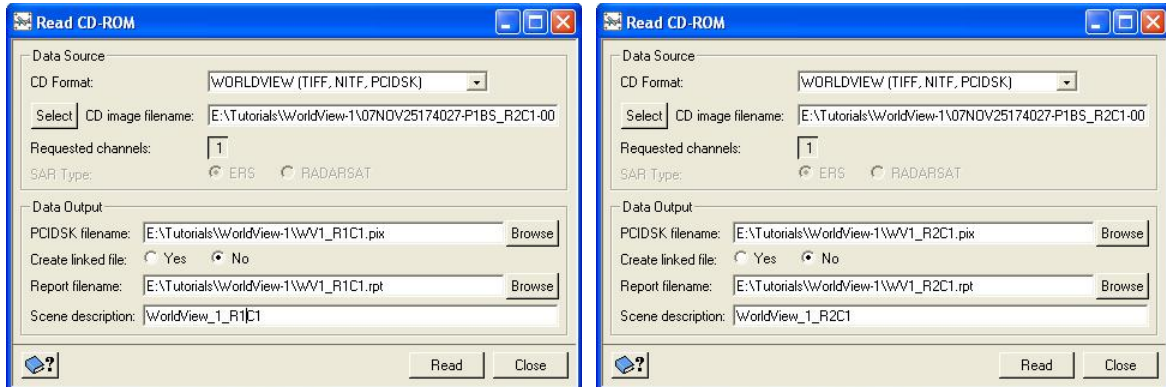 Read CD-ROM
Data Source
CD Format: WORLDVIEW (TIFF, NITF, PCIDSK)
Select CD image filename: E:\Tutorials\WorldView-1\07NOV25174027-P1BS_R2C1-00
Requested channels: 1
SAR Type: ERS RADARSAT
Data Output
PCIDSK filename: E:\Tutorials\WorldView-1\WV1_R1C1.pix Browse
Create linked file: Yes No
Report filename: E:\Tutorials\WorldView-1\WV1_R1C1.rpt Browse
Scene description: WorldView_1_R1C1
? Read Close
Read CD-ROM
Data Source
CD Format: WORLDVIEW (TIFF, NITF, PCIDSK)
Select CD image filename: E:\Tutorials\WorldView-1\07NOV25174027-P1BS_R2C1-00
Requested channels: 1
SAR Type: ERS RADARSAT
Data Output
PCIDSK filename: E:\Tutorials\WorldView-1\WV1_R2C1.pix Browse
Create linked file: Yes No
Report filename: E:\Tutorials\WorldView-1\WV1_R2C1.rpt Browse
Scene description: WorldView_1_R2C1
? Read Close